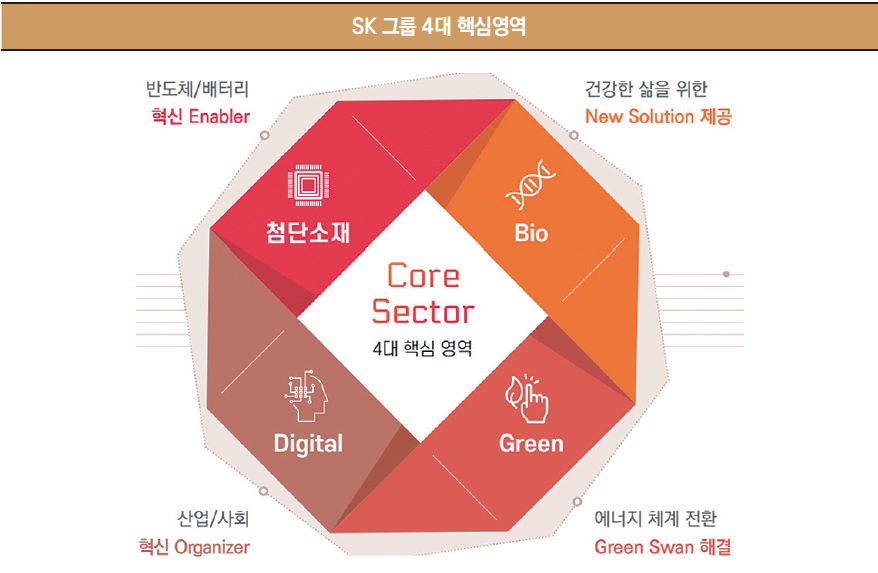 SK 그룹 4대 핵심영역
반도체/배터리
혁신 Enabler
건강한 삶을 위한
New Solution 제공
첨단소재
Bio
Core
Sector
4대 핵심 영역
Digital
Green
산업/사회
혁신 Organizer
에너지 체계 전환
Green Swan 해결